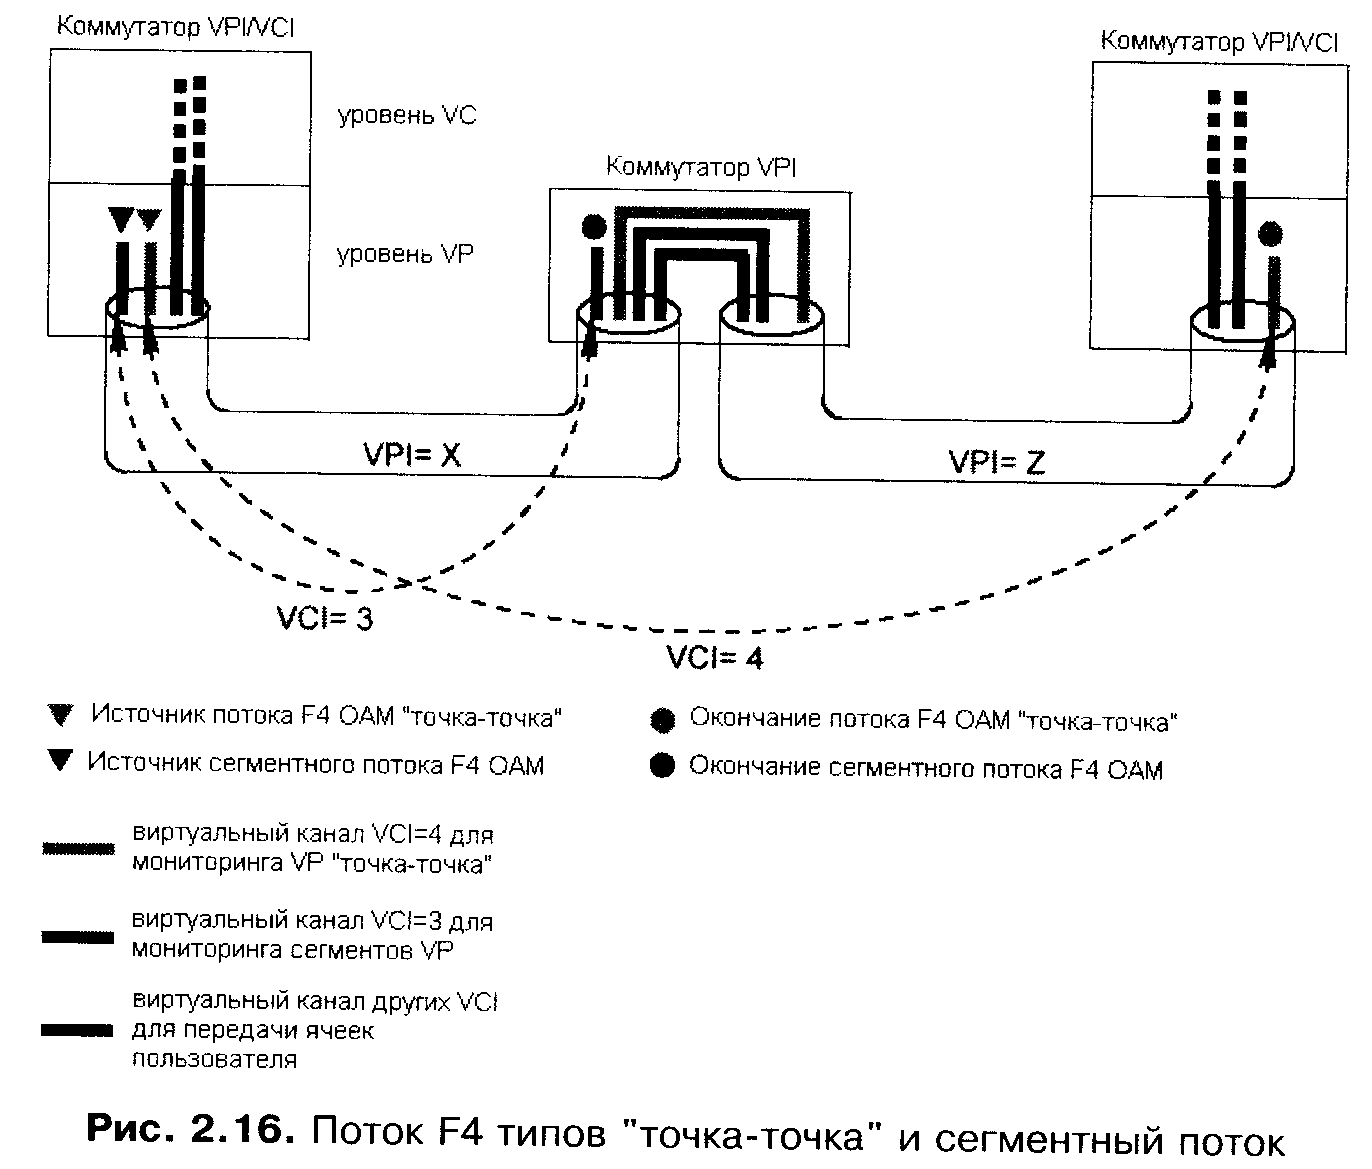 Коммутатор VPI/VCI
Коммутатор VPI/VCI
уровень VC
Коммутатор VPI
уровень VP
VPI= X
VPI= Z
VCI= 3
VCI= 4
Источник потока F4 OAM "точка-точка"
Окончание потока F4 OAM "точка-точка"
Источник сегментного потока F4 OAM
Окончание сегментного потока F4 OAM
виртуальный канал VCI=4 для
мониторинга VP "точка-точка"
виртуальный канал VCI=3 для
мониторинга сегментов VP
виртуальный канал других VCI
для передачи ячеек
пользователя
Рис. 2.16. Поток F4 типов "точка-точка" и сегментный поток